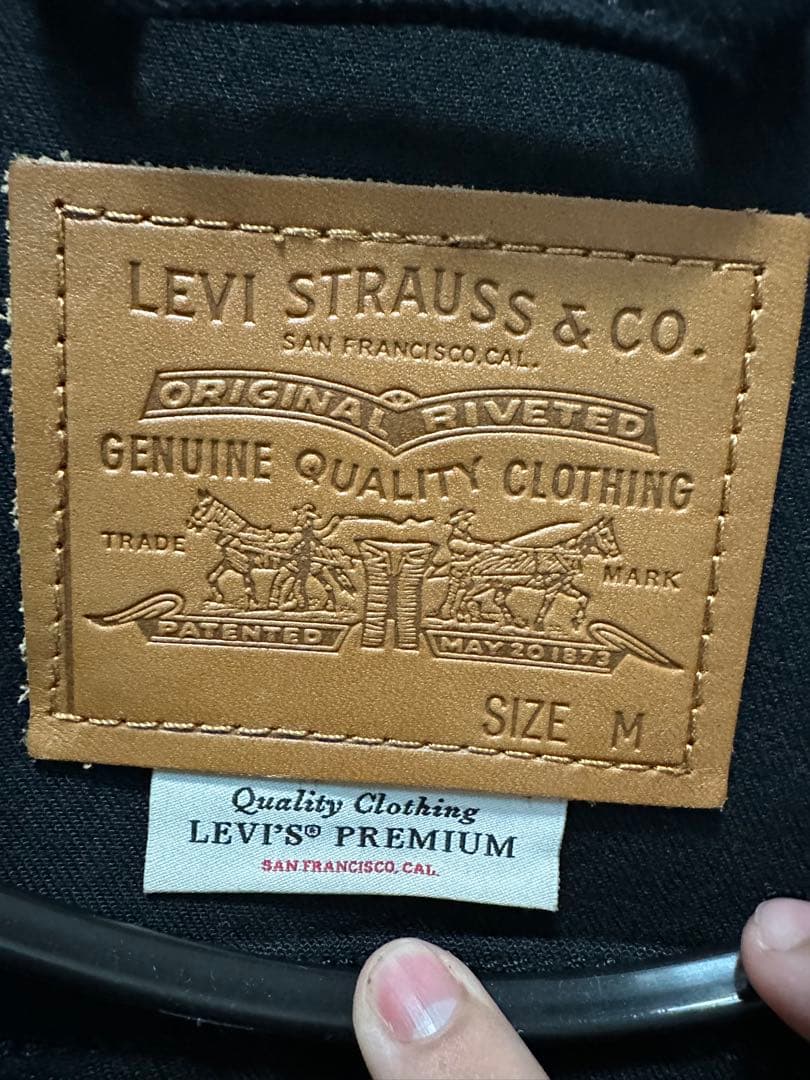 LEVI STRAUSS & CO.
SAN FRANCISCO, CAL.
ORIGINAL RIVETED
GENUINE QUALITY CLOTHING
TRADE MARK
PATENTED MAY 20 1873
SIZE M
Quality Clothing
LEVI'S® PREMIUM
SAN FRANCISCO, CAL.